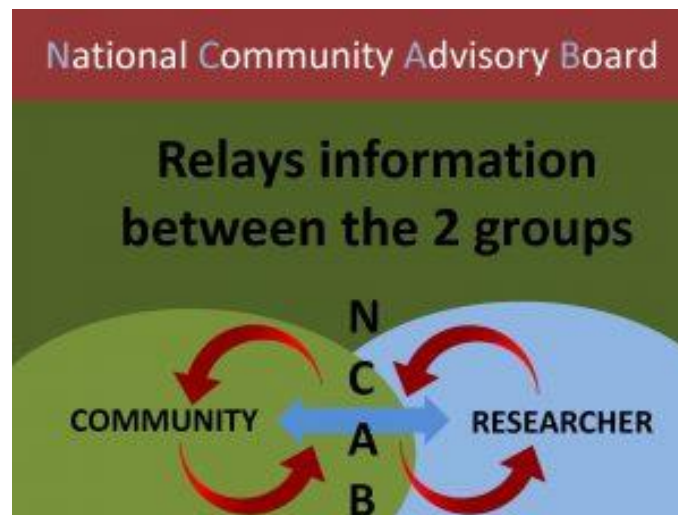 National Community Advisory Board
Relays information
between the 2 groups
N
C
A
B
COMMUNITY
RESEARCHER